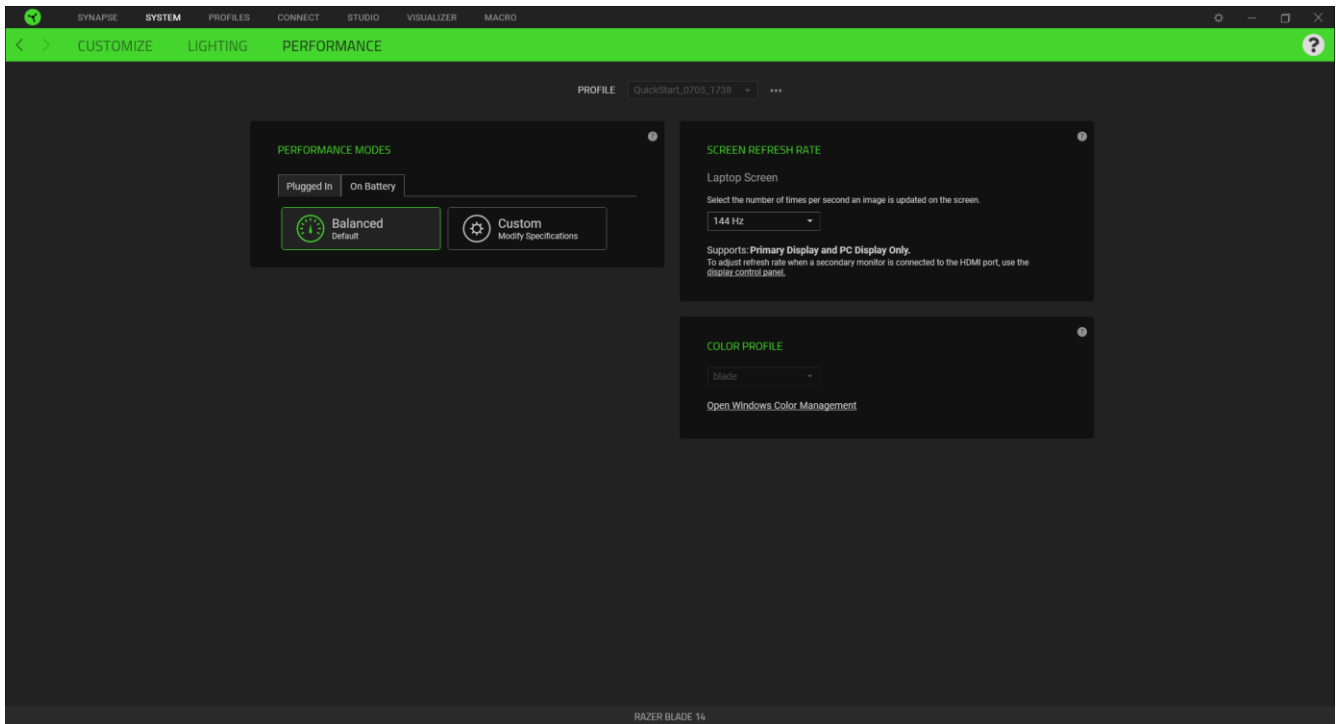 SYNAPSE SYSTEM PROFILES CONNECT STUDIO VISUALIZER MACRO
CUSTOMIZE LIGHTING PERFORMANCE ?
PROFILE QuickStart_0705_1738 •••
PERFORMANCE MODES ?
Plugged In On Battery
Balanced
Default
Custom
Modify Specifications
SCREEN REFRESH RATE ?
Laptop Screen
Select the number of times per second an image is updated on the screen.
144 Hz
Supports: Primary Display and PC Display Only.
To adjust refresh rate when a secondary monitor is connected to the HDMI port, use the
display control panel.
COLOR PROFILE ?
blade
Open Windows Color Management
RAZER BLADE 14